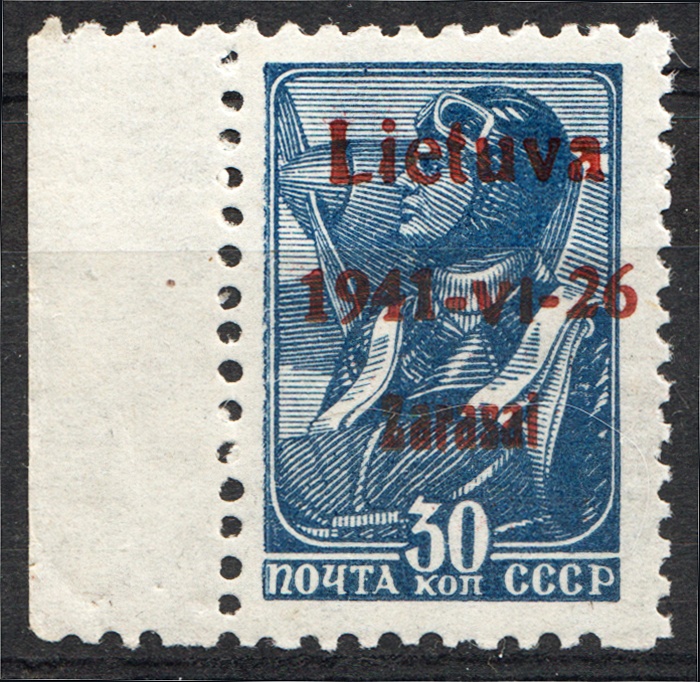 Lietuva
1941-VI-26
Zarasai
30
ПОЧТА КОП СССР